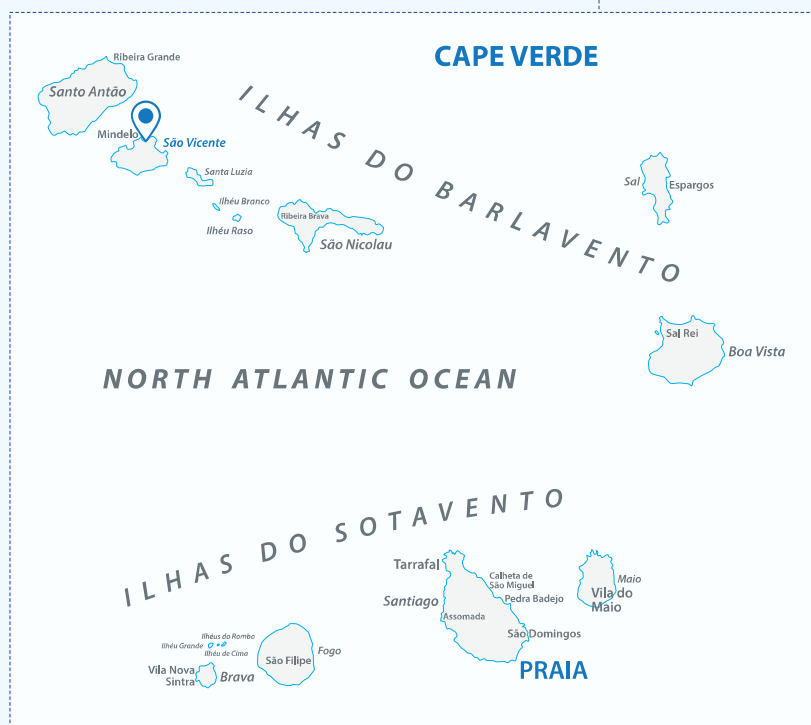 CAPE VERDE
Ribeira Grande
Santo Antão
ILHAS DO BARLAVENTO
Mindelo
São Vicente
Santa Luzia
Sal
Espargos
Ilhéu Branco
Ribeira Brava
Ilhéu Raso
São Nicolau
Sal Rei
Boa Vista
NORTH ATLANTIC OCEAN
ILHAS DO SOTAVENTO
Tarrafal
Calheta de
São Miguel
Maio
Santiago
Pedra Badejo
Vila do
Maio
Assomada
São Domingos
Ilhéus da Rombo
Ilhéu Grande
Ilhéu de Cima
Fogo
São Filipe
Vila Nova
Sintra
Brava
PRAIA